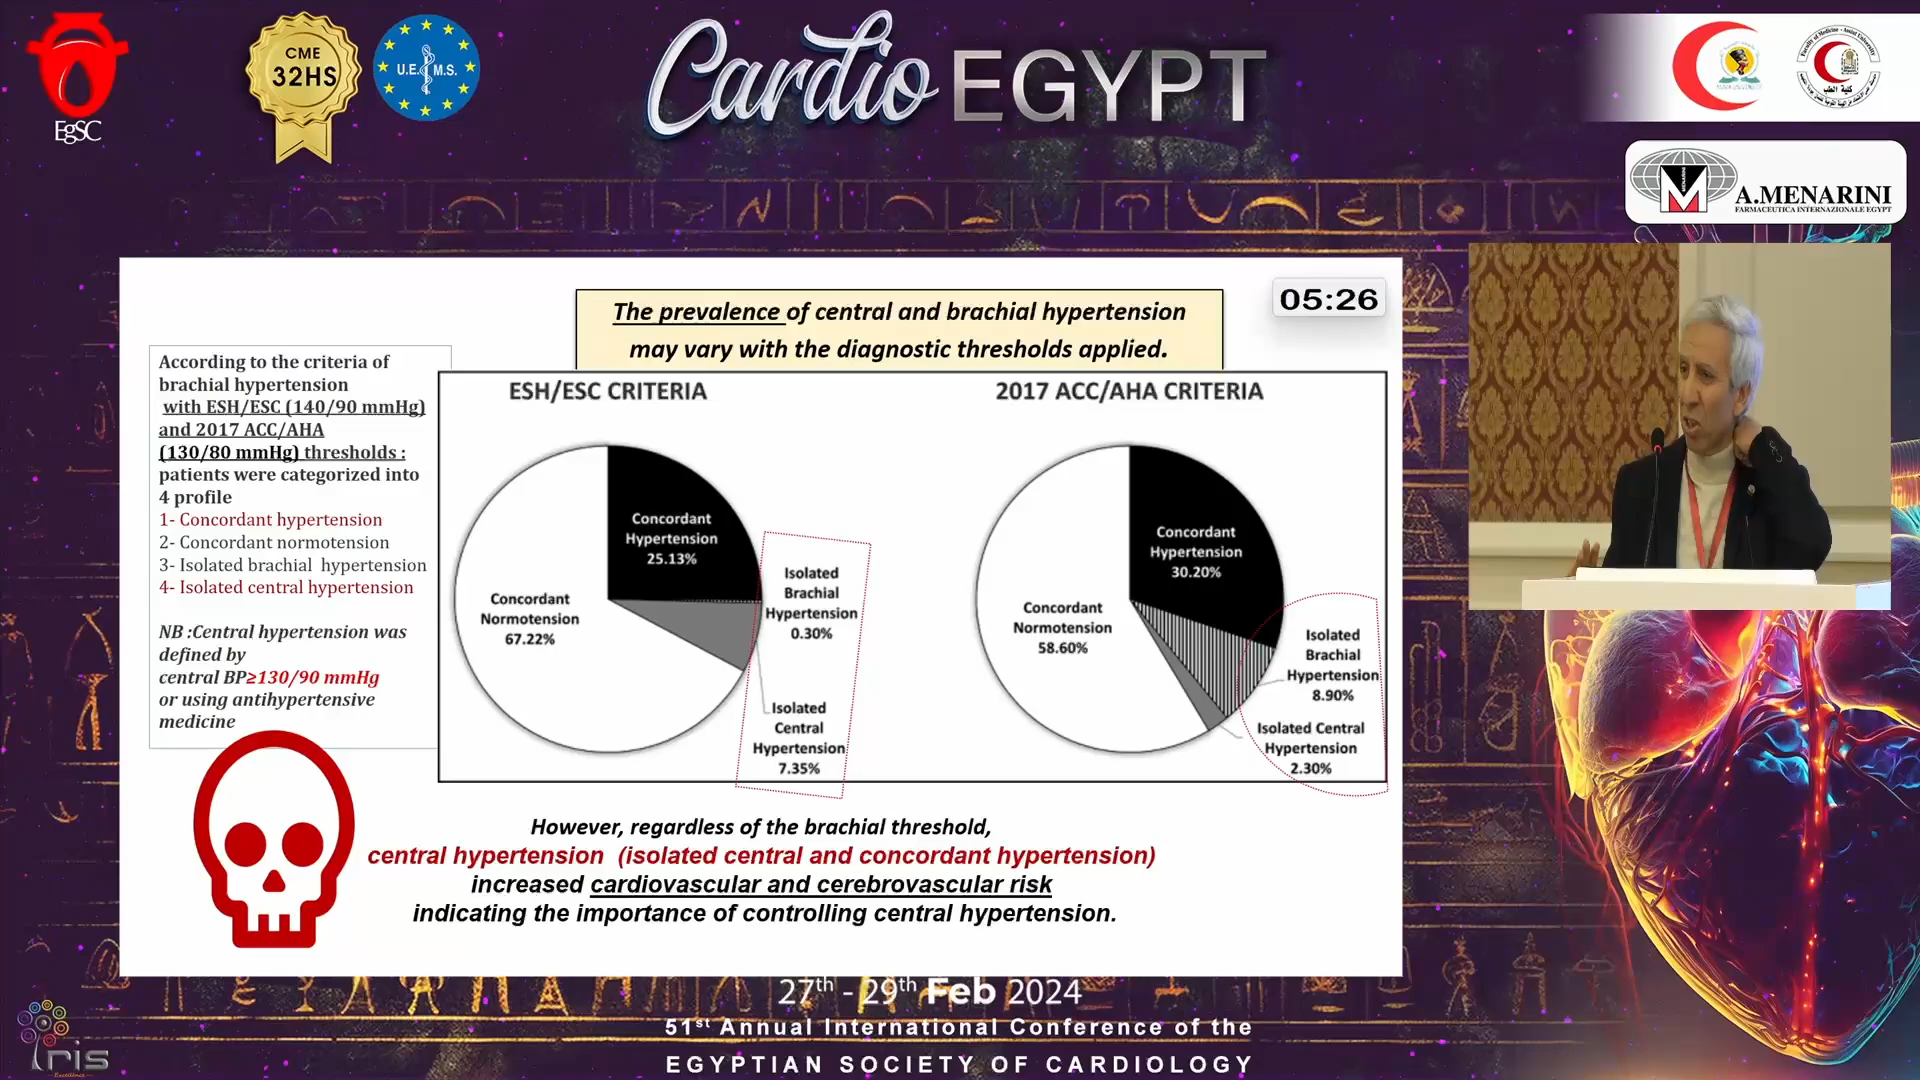 EgSC
CME
32HS
U.E.M.S.
Cardio EGYPT
كلية الطب
MENARINI
A.MENARINI
FARMACEUTICA INTERNAZIONALE EGYPT
The prevalence of central and brachial hypertension
may vary with the diagnostic thresholds applied.
05:26
According to the criteria of
brachial hypertension
with ESH/ESC (140/90 mmHg)
and 2017 ACC/AHA
(130/80 mmHg) thresholds :
patients were categorized into
4 profile
1- Concordant hypertension
2- Concordant normotension
3- Isolated brachial hypertension
4- Isolated central hypertension
NB :Central hypertension was
defined by
central BP≥130/90 mmHg
or using antihypertensive
medicine
ESH/ESC CRITERIA
Concordant
Hypertension
25.13%
Concordant
Normotension
67.22%
Isolated
Brachial
Hypertension
0.30%
Isolated
Central
Hypertension
7.35%
2017 ACC/AHA CRITERIA
Concordant
Hypertension
30.20%
Concordant
Normotension
58.60%
Isolated
Brachial
Hypertension
8.90%
Isolated Central
Hypertension
2.30%
However, regardless of the brachial threshold,
central hypertension (isolated central and concordant hypertension)
increased cardiovascular and cerebrovascular risk
indicating the importance of controlling central hypertension.
27th - 29th Feb 2024
51st Annual International Conference of the
EGYPTIAN SOCIETY OF CARDIOLOGY
Iris
Excellence